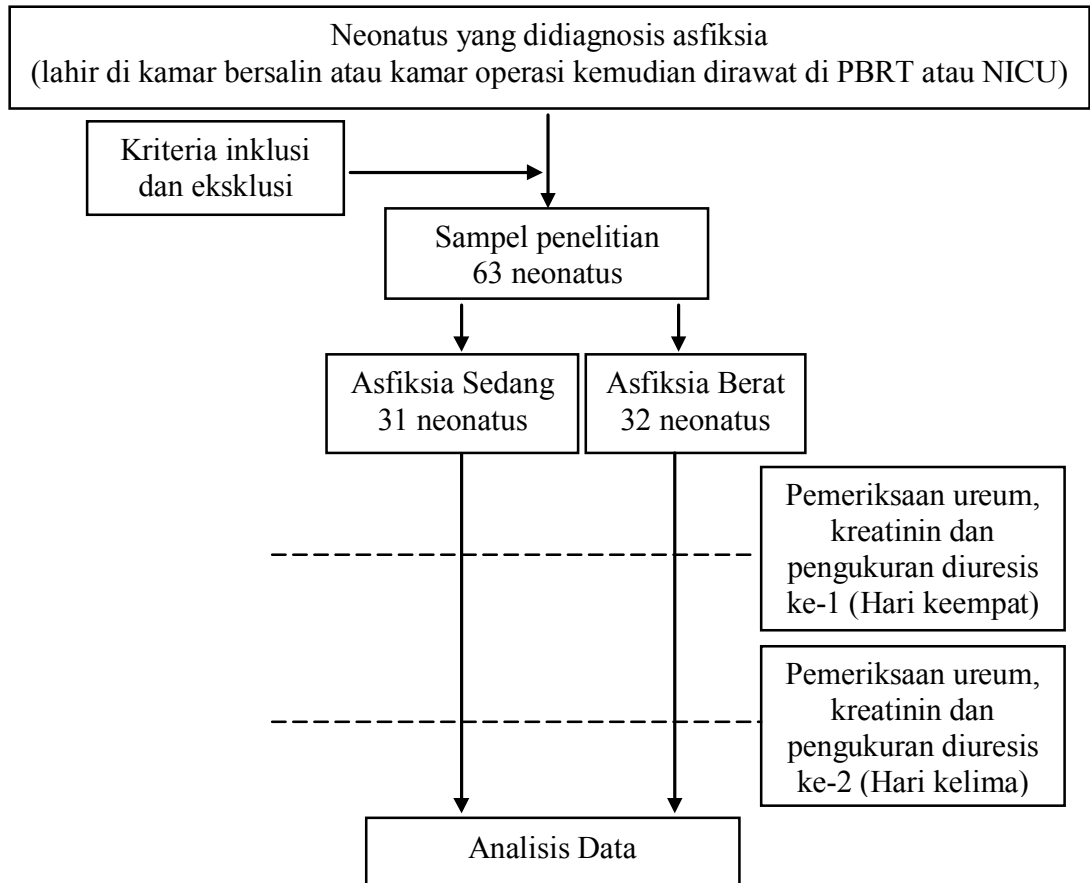 Neonatus yang didiagnosis asfiksia
(lahir di kamar bersalin atau kamar operasi kemudian dirawat di PBRT atau NICU)
Kriteria inklusi
dan eksklusi
Sampel penelitian
63 neonatus
Asfiksia Sedang
31 neonatus
Asfiksia Berat
32 neonatus
Pemeriksaan ureum,
kreatinin dan
pengukuran diuresis
ke-1 (Hari keempat)
Pemeriksaan ureum,
kreatinin dan
pengukuran diuresis
ke-2 (Hari kelima)
Analisis Data